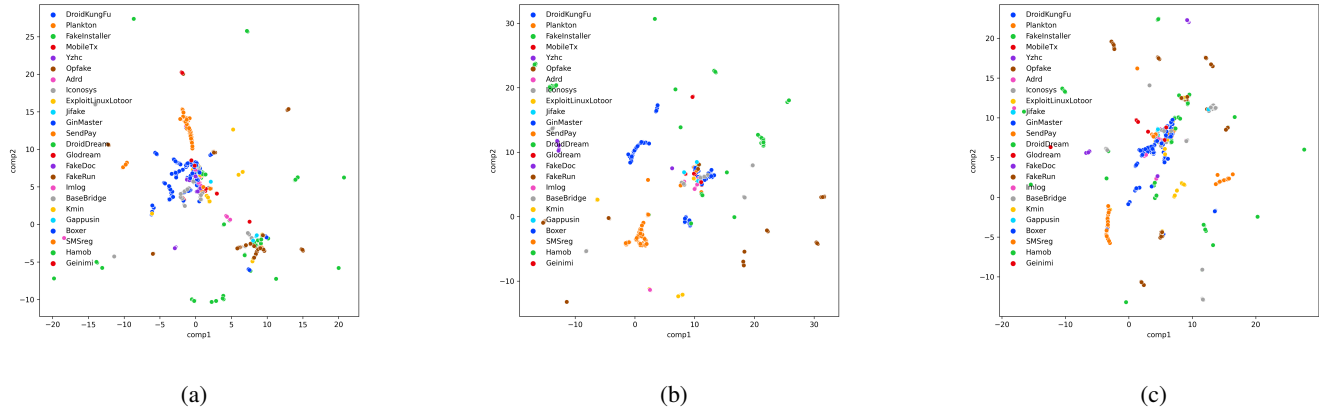 DroidKungFu
Plankton
FakeInstaller
MobileTx
Yzhc
Opfake
Adrd
Iconosys
ExploitLinuxLotoor
Jifake
GinMaster
SendPay
DroidDream
Glodream
FakeDoc
FakeRun
Imlog
BaseBridge
Kmin
Gappusin
Boxer
SMSreg
Hamob
Geinimi
25
20
15
10
5
0
−5
−10
comp2
−20 −15 −10 −5 0 5 10 15 20
comp1
(a)
DroidKungFu
Plankton
FakeInstaller
MobileTx
Yzhc
Opfake
Adrd
Iconosys
ExploitLinuxLotoor
Jifake
GinMaster
SendPay
DroidDream
Glodream
FakeDoc
FakeRun
Imlog
BaseBridge
Kmin
Gappusin
Boxer
SMSreg
Hamob
Geinimi
30
20
10
0
−10
comp2
−10 0 10 20 30
comp1
(b)
DroidKungFu
Plankton
FakeInstaller
MobileTx
Yzhc
Opfake
Adrd
Iconosys
ExploitLinuxLotoor
Jifake
GinMaster
SendPay
DroidDream
Glodream
FakeDoc
FakeRun
Imlog
BaseBridge
Kmin
Gappusin
Boxer
SMSreg
Hamob
Geinimi
20
15
10
5
0
−5
−10
comp2
−20 −10 0 10 20
comp1
(c)